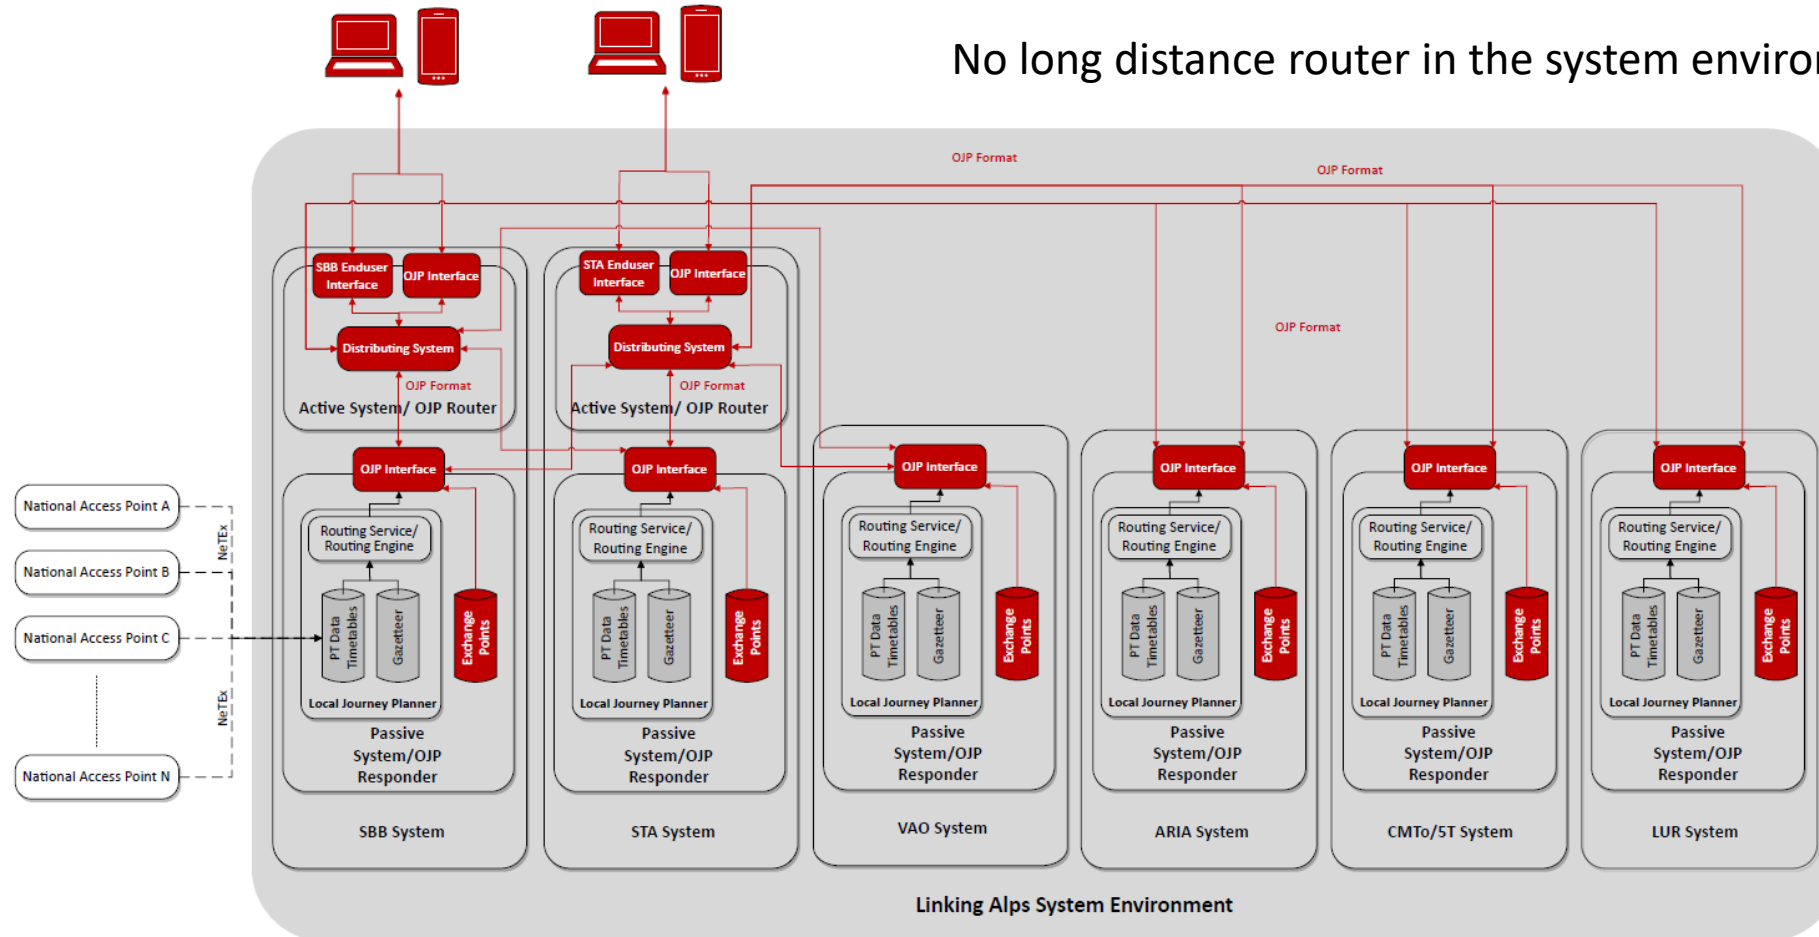 No long distance router in the system environ
OJP Format
OJP Format
SBB Enduser
Interface
OJP Interface
STA Enduser
Interface
OJP Interface
Distributing System
Distributing System
OJP Format
OJP Format
OJP Format
Active System/ OJP Router
Active System/ OJP Router
OJP Interface
OJP Interface
OJP Interface
OJP Interface
OJP Interface
OJP Interface
National Access Point A
National Access Point B
National Access Point C
National Access Point N
NeTEx
NeTEx
Routing Service/
Routing Engine
PT Data
Timetables
Gazetteer
Exchange
Points
Local Journey Planner
Passive
System/OJP
Responder
SBB System
Routing Service/
Routing Engine
PT Data
Timetables
Gazetteer
Exchange
Points
Local Journey Planner
Passive
System/OJP
Responder
STA System
Routing Service/
Routing Engine
PT Data
Timetables
Gazetteer
Exchange
Points
Local Journey Planner
Passive
System/OJP
Responder
VAO System
Routing Service/
Routing Engine
PT Data
Timetables
Gazetteer
Exchange
Points
Local Journey Planner
Passive
System/OJP
Responder
ARIA System
Routing Service/
Routing Engine
PT Data
Timetables
Gazetteer
Exchange
Points
Local Journey Planner
Passive
System/OJP
Responder
CMTo/5T System
Routing Service/
Routing Engine
PT Data
Timetables
Gazetteer
Exchange
Points
Local Journey Planner
Passive
System/OJP
Responder
LUR System
Linking Alps System Environment